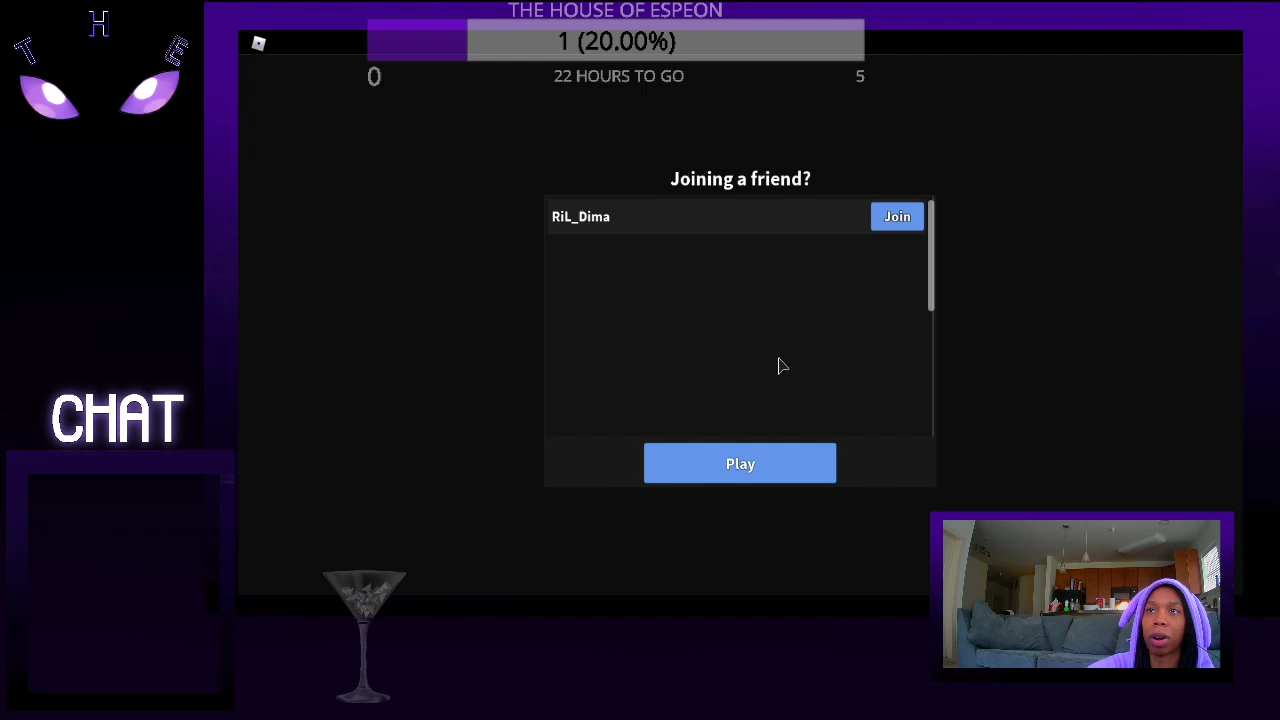 THE
THE HOUSE OF ESPEON
1 (20.00%)
0
22 HOURS TO GO
5
Joining a friend?
RiL_Dima
Join
Play
CHAT